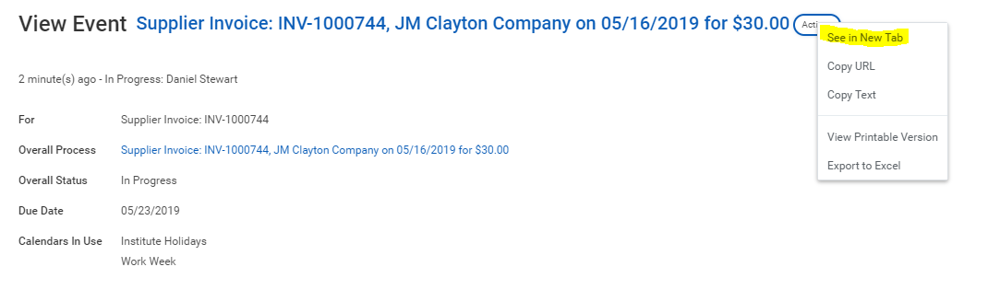 View Event Supplier Invoice: INV-1000744, JM Clayton Company on 05/16/2019 for $30.00
See in New Tab
Copy URL
Copy Text
View Printable Version
Export to Excel
2 minute(s) ago - In Progress: Daniel Stewart
For Supplier Invoice: INV-1000744
Overall Process Supplier Invoice: INV-1000744, JM Clayton Company on 05/16/2019 for $30.00
Overall Status In Progress
Due Date 05/23/2019
Calendars In Use Institute Holidays
Work Week